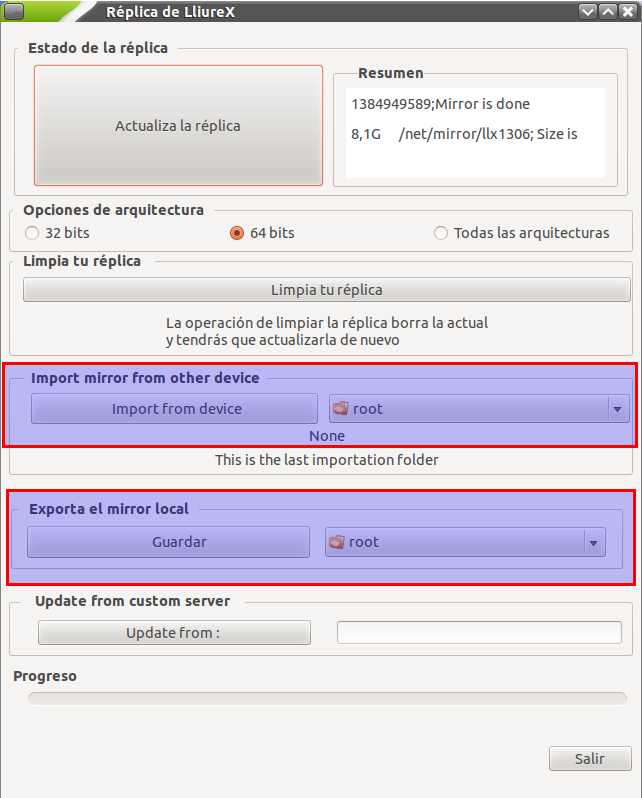 Réplica de LliureX
Estado de la réplica
Actualiza la réplica
Resumen
1384949589;Mirror is done
8,1G /net/mirror/llx1306; Size is
Opciones de arquitectura
32 bits
64 bits
Todas las arquitecturas
Limpia tu réplica
Limpia tu réplica
La operación de limpiar la réplica borra la actual
y tendrás que actualizarla de nuevo
Import mirror from other device
Import from device
root
None
This is the last importation folder
Exporta el mirror local
Guardar
root
Update from custom server
Update from :
Progreso
Salir